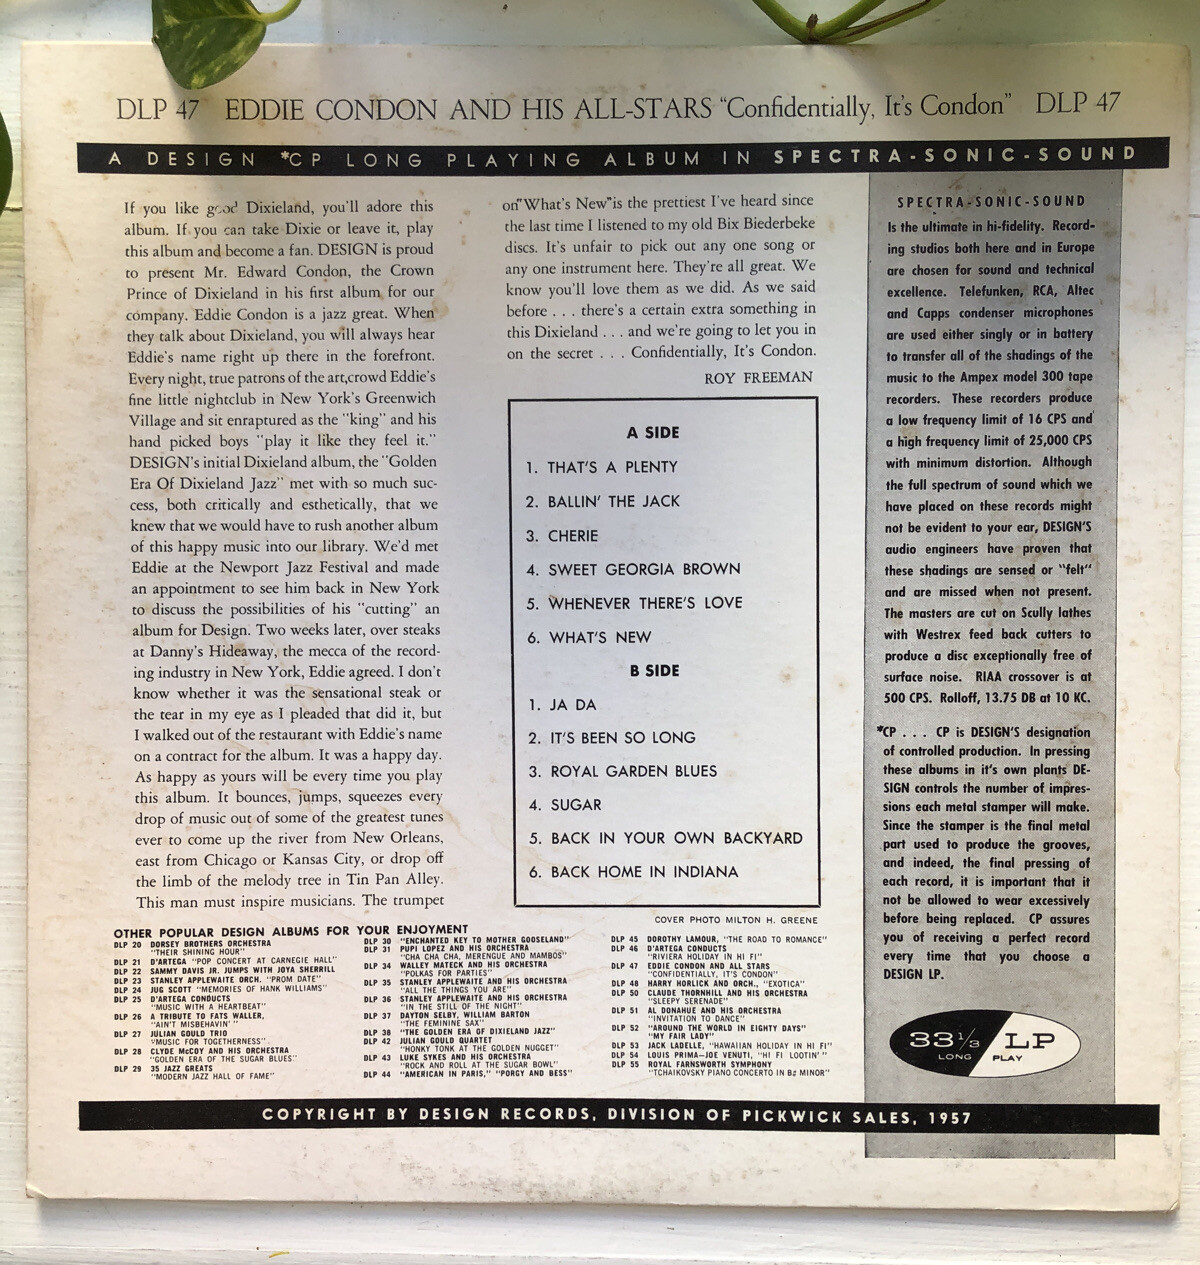 DLP 47 EDDIE CONDON AND HIS ALL-STARS "Confidentially, It's Condon" DLP 47
A DESIGN *CP LONG PLAYING ALBUM IN SPECTRA-SONIC-SOUND
If you like good Dixieland, you'll adore this
album. If you can take Dixie or leave it, play
this album and become a fan. DESIGN is proud
to present Mr. Edward Condon, the Crown
Prince of Dixieland in his first album for our
company. Eddie Condon is a jazz great. When
they talk about Dixieland, you will always hear
Eddie's name right up there in the forefront.
Every night, true patrons of the art,crowd Eddie's
fine little nightclub in New York's Greenwich
Village and sit enraptured as the "king" and his
hand picked boys "play it like they feel it."
DESIGN's initial Dixieland album, the "Golden
Era Of Dixieland Jazz" met with so much suc-
cess, both critically and esthetically, that we
knew that we would have to rush another album
of this happy music into our library. We'd met
Eddie at the Newport Jazz Festival and made
an appointment to see him back in New York
to discuss the possibilities of his "cutting" an
album for Design. Two weeks later, over steaks
at Danny's Hideaway, the mecca of the record-
ing industry in New York, Eddie agreed. I don't
know whether it was the sensational steak or
the tear in my eye as I pleaded that did it, but
I walked out of the restaurant with Eddie's name
on a contract for the album. It was a happy day.
As happy as yours will be every time you play
this album. It bounces, jumps, squeezes every
drop of music out of some of the greatest tunes
ever to come up the river from New Orleans,
east from Chicago or Kansas City, or drop off
the limb of the melody tree in Tin Pan Alley.
This man must inspire musicians. The trumpet
on "What's New" is the prettiest I've heard since
the last time I listened to my old Bix Biederbeke
discs. It's unfair to pick out any one song or
any one instrument here. They're all great. We
know you'll love them as we did. As we said
before . . . there's a certain extra something in
this Dixieland . . . and we're going to let you in
on the secret . . . Confidentially, It's Condon.
ROY FREEMAN
A SIDE
1. THAT'S A PLENTY
2. BALLIN' THE JACK
3. CHERIE
4. SWEET GEORGIA BROWN
5. WHENEVER THERE'S LOVE
6. WHAT'S NEW
B SIDE
1. JA DA
2. IT'S BEEN SO LONG
3. ROYAL GARDEN BLUES
4. SUGAR
5. BACK IN YOUR OWN BACKYARD
6. BACK HOME IN INDIANA
COVER PHOTO MILTON H. GREENE
SPECTRA-SONIC-SOUND
Is the ultimate in hi-fidelity. Record-
ing studios both here and in Europe
are chosen for sound and technical
excellence. Telefunken, RCA, Altec
and Capps condenser microphones
are used either singly or in battery
to transfer all of the shadings of the
music to the Ampex model 300 tape
recorders. These recorders produce
a low frequency limit of 16 CPS and
a high frequency limit of 25,000 CPS
with minimum distortion. Although
the full spectrum of sound which we
have placed on these records might
not be evident to your ear, DESIGN'S
audio engineers have proven that
these shadings are sensed or "felt"
and are missed when not present.
The masters are cut on Scully lathes
with Westrex feed back cutters to
produce a disc exceptionally free of
surface noise. RIAA crossover is at
500 CPS. Rolloff, 13.75 DB at 10 KC.
*CP . . . CP is DESIGN'S designation
of controlled production. In pressing
these albums in it's own plants DE-
SIGN controls the number of impres-
sions each metal stamper will make.
Since the stamper is the final metal
part used to produce the grooves,
and indeed, the final pressing of
each record, it is important that it
not be allowed to wear excessively
before being replaced. CP assures
you of receiving a perfect record
every time that you choose a
DESIGN LP.
33 1/3 LP
LONG PLAY
OTHER POPULAR DESIGN ALBUMS FOR YOUR ENJOYMENT
DLP 20 DORSEY BROTHERS ORCHESTRA
"THEIR SHINING HOUR"
DLP 21 D'ARTEGA "POP CONCERT AT CARNEGIE HALL"
DLP 22 SAMMY DAVIS JR. JUMPS WITH JOYA SHERRILL
DLP 23 STANLEY APPLEWAITE ORCH. "PROM DATE"
DLP 24 JUG SCOTT "MEMORIES OF HANK WILLIAMS"
DLP 25 D'ARTEGA CONDUCTS
"MUSIC WITH A HEARTBEAT"
DLP 26 A TRIBUTE TO FATS WALLER,
"AIN'T MISBEHAVIN'"
DLP 27 JULIAN GOULD TRIO
"MUSIC FOR TOGETHERNESS"
DLP 28 CLYDE McCOY AND HIS ORCHESTRA
"GOLDEN ERA OF THE SUGAR BLUES"
DLP 29 35 JAZZ GREATS
"MODERN JAZZ HALL OF FAME"
DLP 30 "ENCHANTED KEY TO MOTHER GOOSELAND"
DLP 31 PUPI LOPEZ AND HIS ORCHESTRA
"CHA CHA CHA, MERENGUE AND MAMBOS"
DLP 34 WALLEY MATECK AND HIS ORCHESTRA
"POLKAS FOR PARTIES"
DLP 35 STANLEY APPLEWAITE AND HIS ORCHESTRA
"ALL THE THINGS YOU ARE"
DLP 36 STANLEY APPLEWAITE AND HIS ORCHESTRA
"IN THE STILL OF THE NIGHT"
DLP 37 DAYTON SELBY, WILLIAM BARTON
"THE FEMININE SAX"
DLP 38 "THE GOLDEN ERA OF DIXIELAND JAZZ"
DLP 42 JULIAN GOULD QUARTET
"HONKY TONK AT THE GOLDEN NUGGET"
DLP 43 LUKE SYKES AND HIS ORCHESTRA
"ROCK AND ROLL AT THE SUGAR BOWL"
DLP 44 "AMERICAN IN PARIS," "PORGY AND BESS"
DLP 45 DOROTHY LAMOUR, "THE ROAD TO ROMANCE"
DLP 46 D'ARTEGA CONDUCTS
"RIVIERA HOLIDAY IN HI FI"
DLP 47 EDDIE CONDON AND ALL STARS
"CONFIDENTIALLY, IT'S CONDON"
DLP 48 HARRY HORLICK AND ORCH., "EXOTICA"
DLP 50 CLAUDE THORNHILL AND HIS ORCHESTRA
"SLEEPY SERENADE"
DLP 51 AL DONAHUE AND HIS ORCHESTRA
"INVITATION TO DANCE"
DLP 52 "AROUND THE WORLD IN EIGHTY DAYS"
"MY FAIR LADY"
DLP 53 JACK LADELLE, "HAWAIIAN HOLIDAY IN HI FI"
DLP 54 LOUIS PRIMA—JOE VENUTI, "HI FI LOOTIN'"
DLP 55 ROYAL FARNSWORTH SYMPHONY
"TCHAIKOVSKY PIANO CONCERTO IN B♭ MINOR"
COPYRIGHT BY DESIGN RECORDS, DIVISION OF PICKWICK SALES, 1957